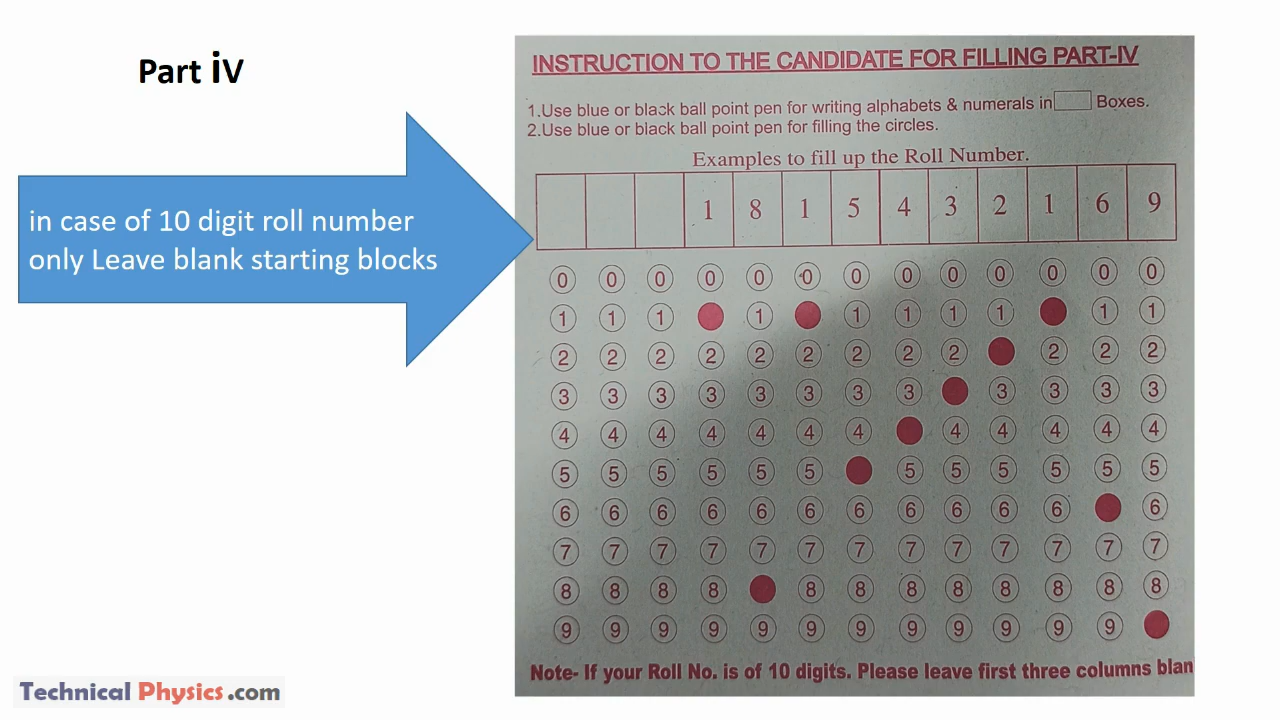 Part iV
in case of 10 digit roll number
only Leave blank starting blocks
INSTRUCTION TO THE CANDIDATE FOR FILLING PART-IV
1.Use blue or black ball point pen for writing alphabets & numerals in Boxes.
2.Use blue or black ball point pen for filling the circles.
Examples to fill up the Roll Number.
1 8 1 5 4 3 2 1 6 9
0 0 0 0 0 0 0 0 0 0 0 0 0
1 1 1 1 1 1 1 1 1 1
2 2 2 2 2 2 2 2 2 2 2 2
3 3 3 3 3 3 3 3 3 3 3 3
4 4 4 4 4 4 4 4 4 4 4 4
5 5 5 5 5 5 5 5 5 5 5 5
6 6 6 6 6 6 6 6 6 6 6 6
7 7 7 7 7 7 7 7 7 7 7 7 7
8 8 8 8 8 8 8 8 8 8 8 8
9 9 9 9 9 9 9 9 9 9 9 9
Note- If your Roll No. is of 10 digits. Please leave first three columns blan
Technical Physics.com